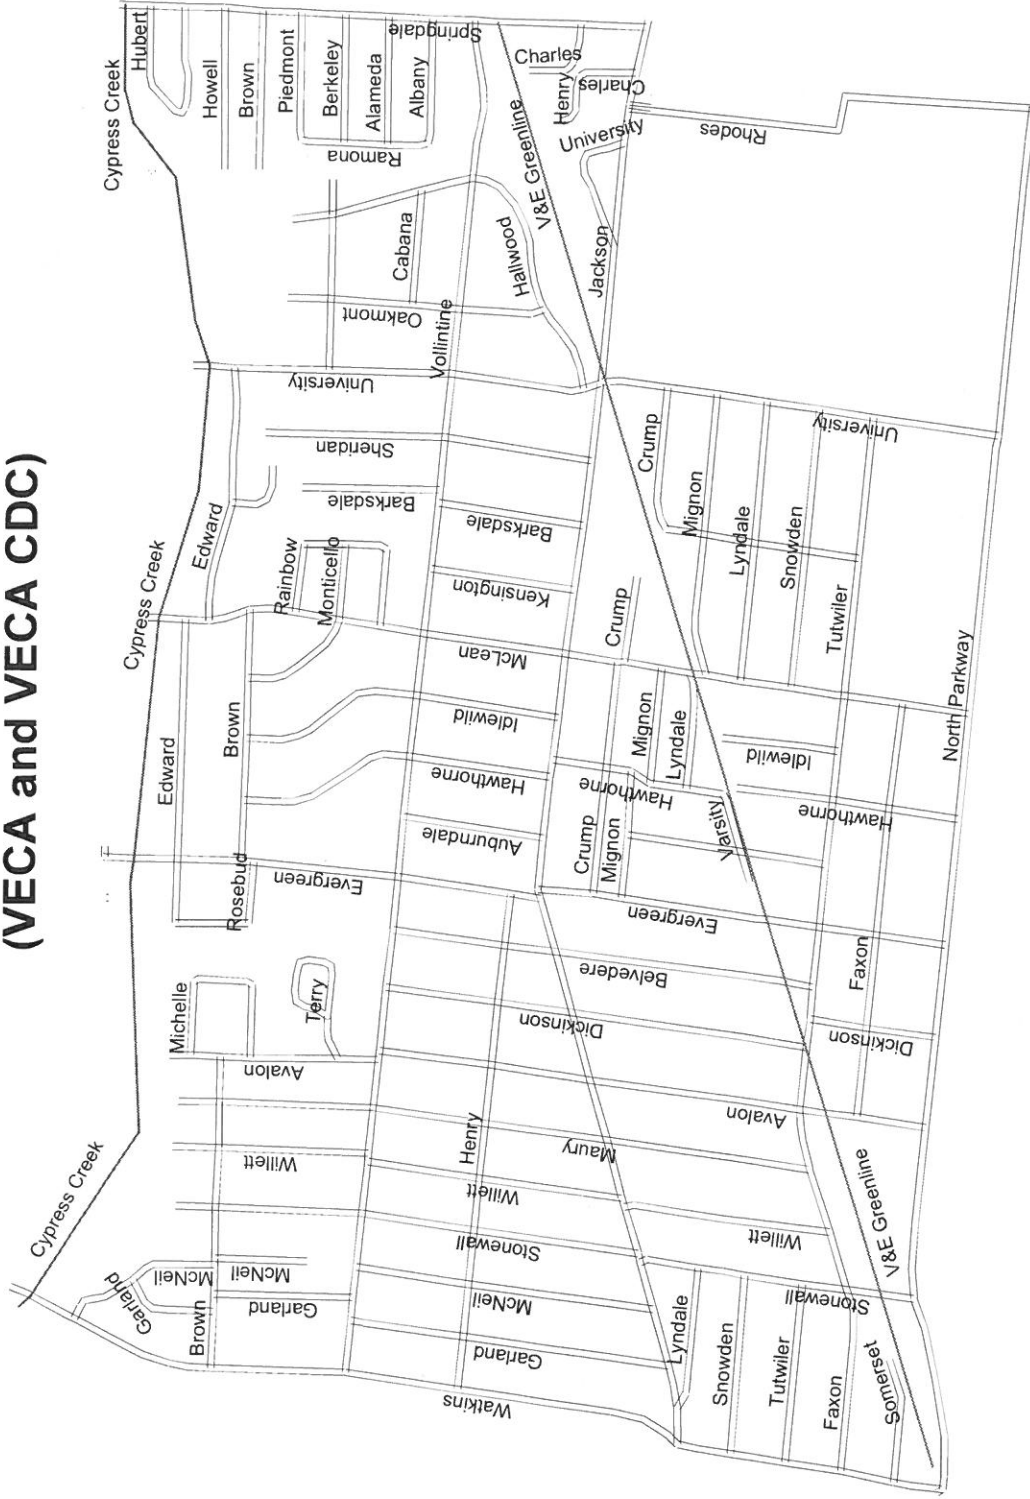 (VECA and VECA CDC)
Cypress Creek
Hubert
Howell
Brown
Piedmont
Berkeley
Alameda
Albany
Springdale
Ramona
Charles
Henry
Charles
University
Rhodes
V&E Greenline
Cabana
Hallwood
Jackson
Oakmont
Vollintine
University
Sheridan
Barksdale
Barksdale
Kensington
Edward
Cypress Creek
Rainbow
Monticello
McLean
Crump
Crump
Mignon
Lyndale
Snowden
Tutwiler
University
North Parkway
Edward
Brown
Idlewild
Hawthorne
Auburndale
Mignon
Lyndale
Hawthorne
Crump
Mignon
Varsity
Idlewild
Hawthorne
Rosebud
Evergreen
Evergreen
Belvedere
Faxon
Michelle
Terry
Dickinson
Dickinson
Avalon
Avalon
Henry
Maury
Willett
Willett
Willett
Cypress Creek
Stonewall
Stonewall
V&E Greenline
Garland
McNeil
McNeil
Garland
Brown
McNeil
Garland
Watkins
Lyndale
Snowden
Tutwiler
Faxon
Somerset